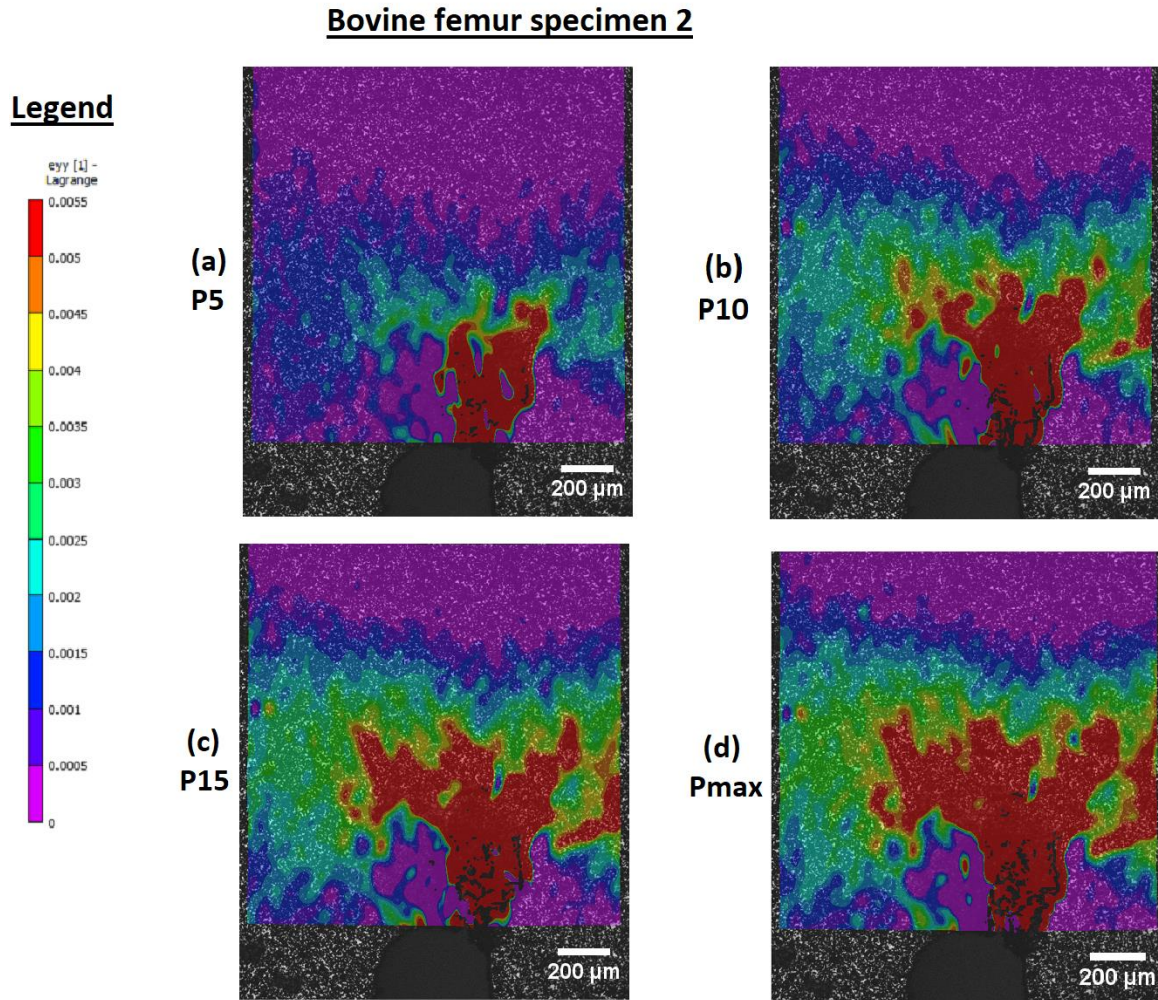 Bovine femur specimen 2
Legend
eyy [1] -
Lagrange
0.0055
0.005
0.0045
0.004
0.0035
0.003
0.0025
0.002
0.0015
0.001
0.0005
0
(a)
P5
200 µm
(b)
P10
200 µm
(c)
P15
200 µm
(d)
Pmax
200 µm